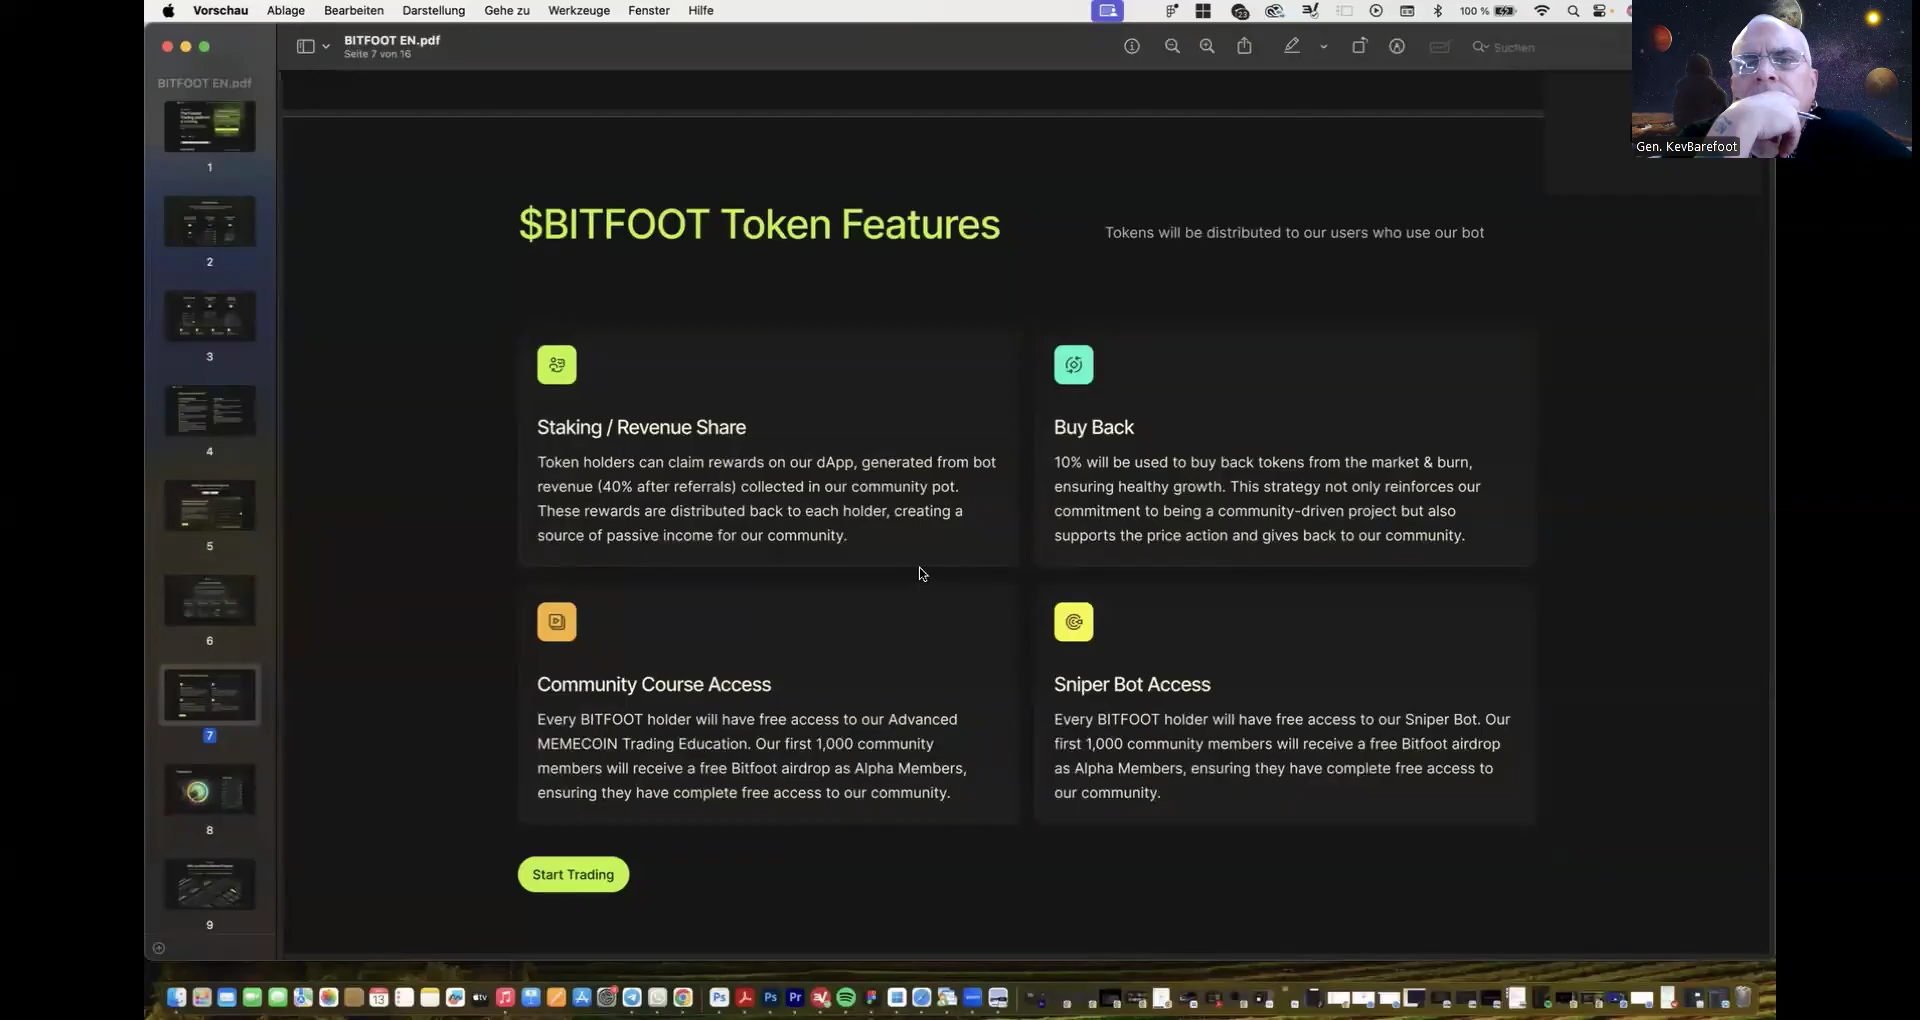 Vorschau Ablage Bearbeiten Darstellung Gehe zu Werkzeuge Fenster Hilfe
100 %
BITFOOT EN.pdf
Seite 7 von 16
Suchen
BITFOOT EN.pdf
1
2
3
4
5
6
7
8
9
Gen. KevBarefoot
$BITFOOT Token Features
Tokens will be distributed to our users who use our bot
Staking / Revenue Share
Token holders can claim rewards on our dApp, generated from bot
revenue (40% after referrals) collected in our community pot.
These rewards are distributed back to each holder, creating a
source of passive income for our community.
Buy Back
10% will be used to buy back tokens from the market & burn,
ensuring healthy growth. This strategy not only reinforces our
commitment to being a community-driven project but also
supports the price action and gives back to our community.
Community Course Access
Every BITFOOT holder will have free access to our Advanced
MEMECOIN Trading Education. Our first 1,000 community
members will receive a free Bitfoot airdrop as Alpha Members,
ensuring they have complete free access to our community.
Sniper Bot Access
Every BITFOOT holder will have free access to our Sniper Bot. Our
first 1,000 community members will receive a free Bitfoot airdrop
as Alpha Members, ensuring they have complete free access to
our community.
Start Trading
13
tv
Ps
Ps
Pr